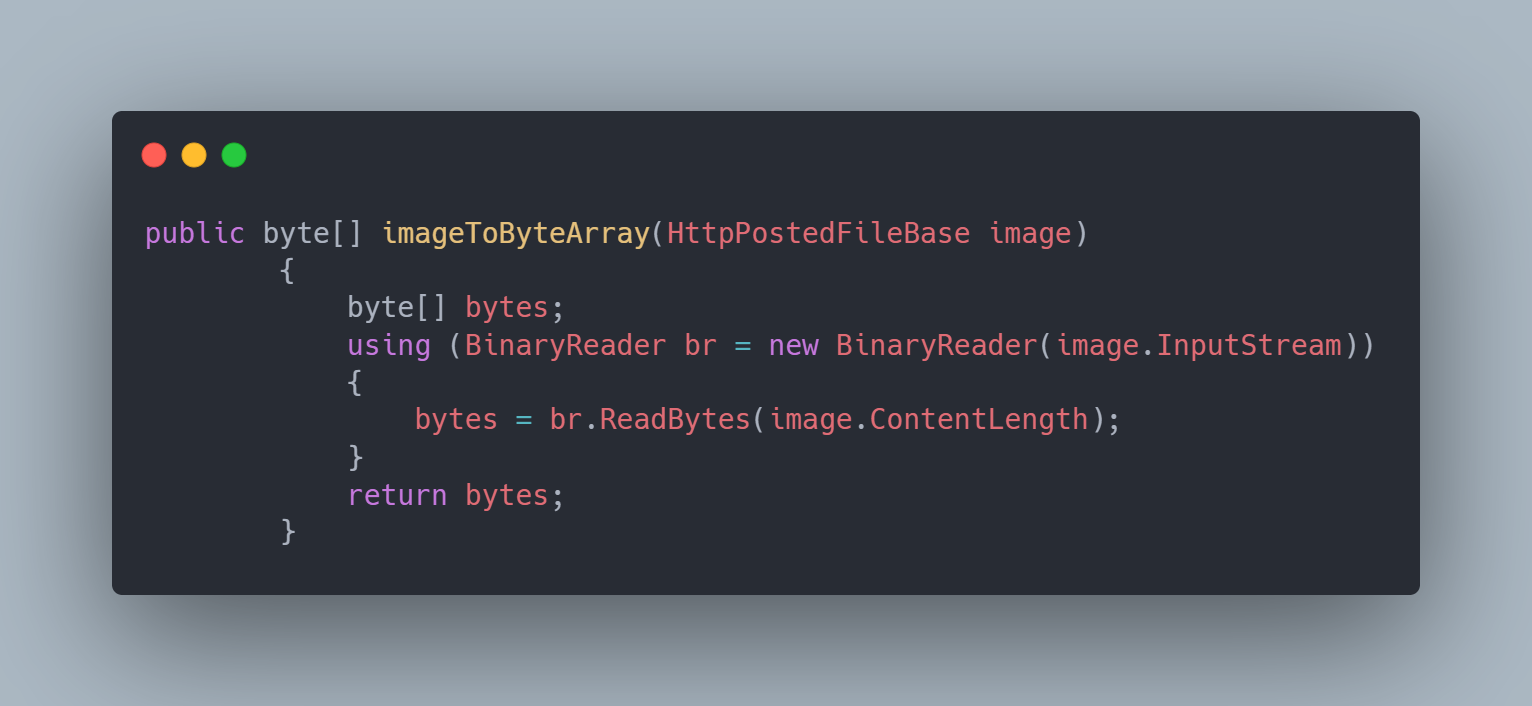 public byte[] imageToByteArray(HttpPostedFileBase image)
        {
            byte[] bytes;
            using (BinaryReader br = new BinaryReader(image.InputStream))
            {
                bytes = br.ReadBytes(image.ContentLength);
            }
            return bytes;
        }